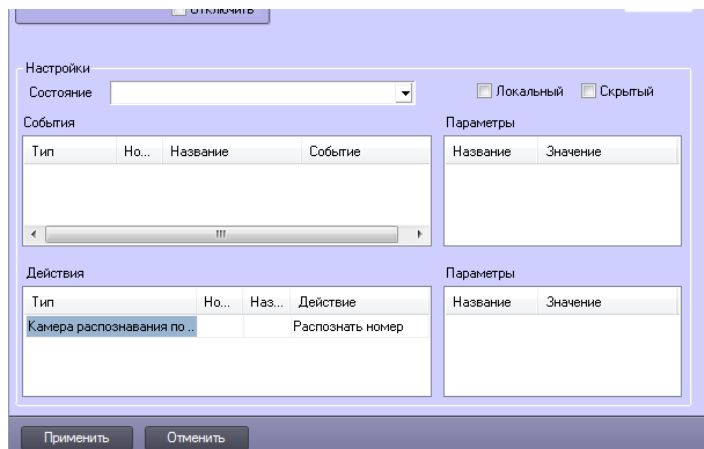 Отключить
Настройки
Состояние
Локальный Скрытый
События Параметры
Тип Но... Название Событие Название Значение
Действия Параметры
Тип Но... Наз... Действие Название Значение
Камера распознавания по .. Распознать номер
Применить Отменить